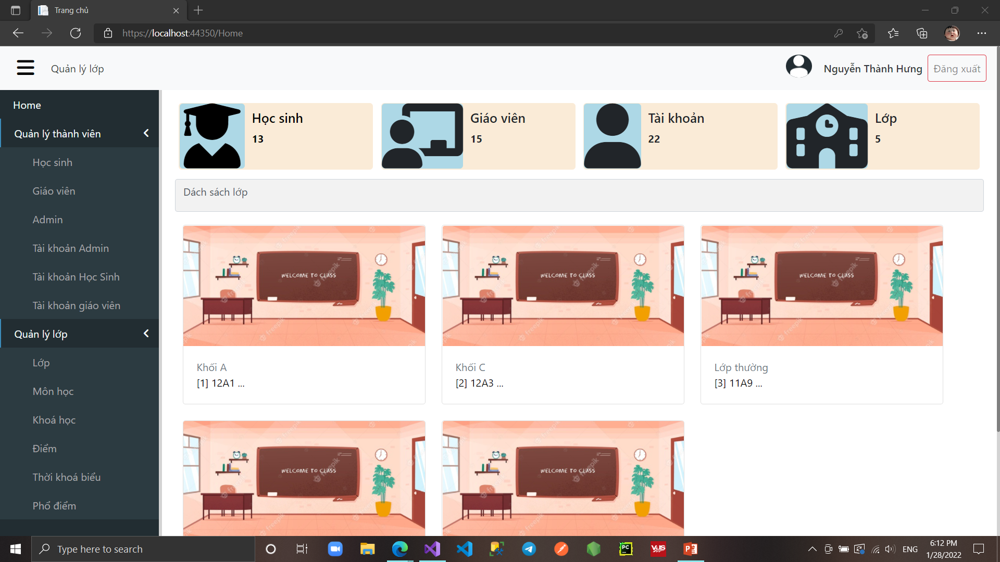 Trang chủ
https://localhost:44350/Home
Quản lý lớp
Nguyễn Thành Hưng
Đăng xuất
Home
Quản lý thành viên
Học sinh
Giáo viên
Admin
Tài khoản Admin
Tài khoản Học Sinh
Tài khoản giáo viên
Quản lý lớp
Lớp
Môn học
Khoá học
Điểm
Thời khoá biểu
Phổ điểm
Học sinh
13
Giáo viên
15
Tài khoản
22
Lớp
5
Dách sách lớp
WELCOME TO CLASS
WELCOME TO CLASS
WELCOME TO CLASS
Khối A
[1] 12A1 ...
Khối C
[2] 12A3 ...
Lớp thường
[3] 11A9 ...
WELCOME TO CLASS
WELCOME TO CLASS
Type here to search
PC
VUS
P
ENG
6:12 PM
1/28/2022